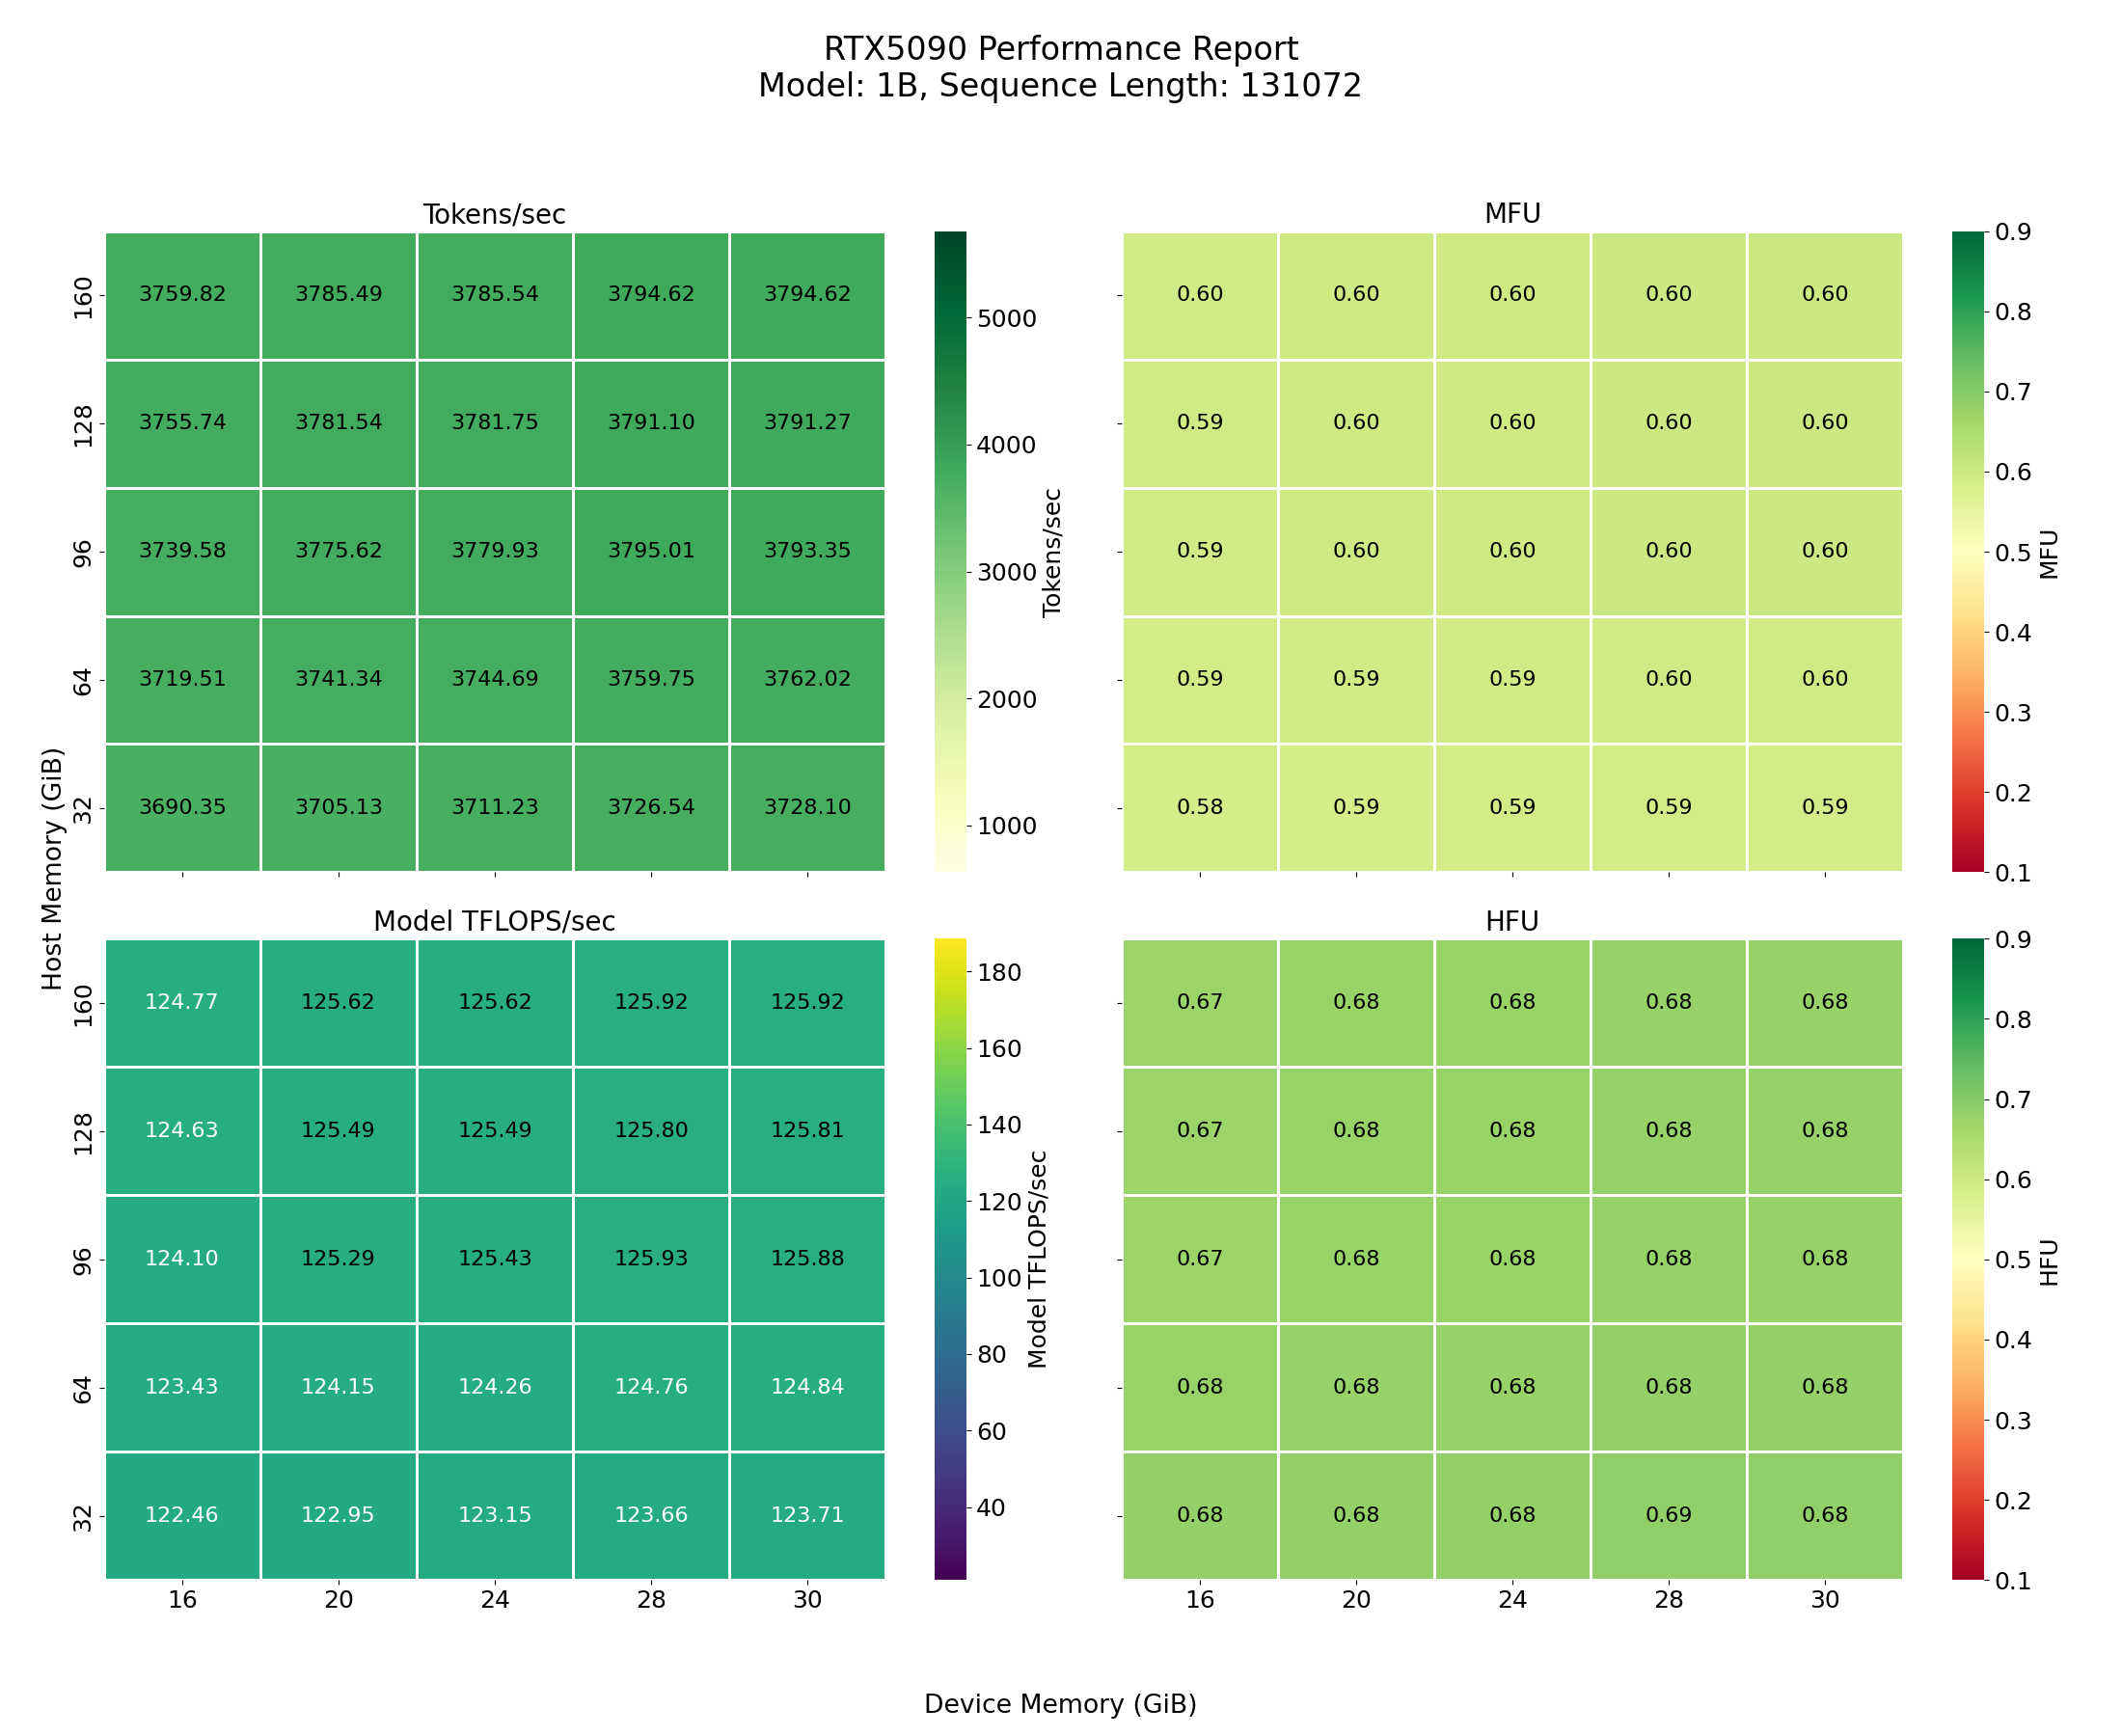 RTX5090 Performance Report
Model: 1B, Sequence Length: 131072
Tokens/sec
160 3759.82 3785.49 3785.54 3794.62 3794.62
128 3755.74 3781.54 3781.75 3791.10 3791.27
96 3739.58 3775.62 3779.93 3795.01 3793.35
64 3719.51 3741.34 3744.69 3759.75 3762.02
32 3690.35 3705.13 3711.23 3726.54 3728.10
5000
4000
3000
2000
1000
Tokens/sec
MFU
0.60 0.60 0.60 0.60 0.60
0.59 0.60 0.60 0.60 0.60
0.59 0.60 0.60 0.60 0.60
0.59 0.59 0.59 0.60 0.60
0.58 0.59 0.59 0.59 0.59
0.9
0.8
0.7
0.6
0.5
0.4
0.3
0.2
0.1
MFU
Host Memory (GiB)
Model TFLOPS/sec
160 124.77 125.62 125.62 125.92 125.92
128 124.63 125.49 125.49 125.80 125.81
96 124.10 125.29 125.43 125.93 125.88
64 123.43 124.15 124.26 124.76 124.84
32 122.46 122.95 123.15 123.66 123.71
16 20 24 28 30
180
160
140
120
100
80
60
40
Model TFLOPS/sec
HFU
0.67 0.68 0.68 0.68 0.68
0.67 0.68 0.68 0.68 0.68
0.67 0.68 0.68 0.68 0.68
0.68 0.68 0.68 0.68 0.68
0.68 0.68 0.68 0.69 0.68
16 20 24 28 30
0.9
0.8
0.7
0.6
0.5
0.4
0.3
0.2
0.1
HFU
Device Memory (GiB)